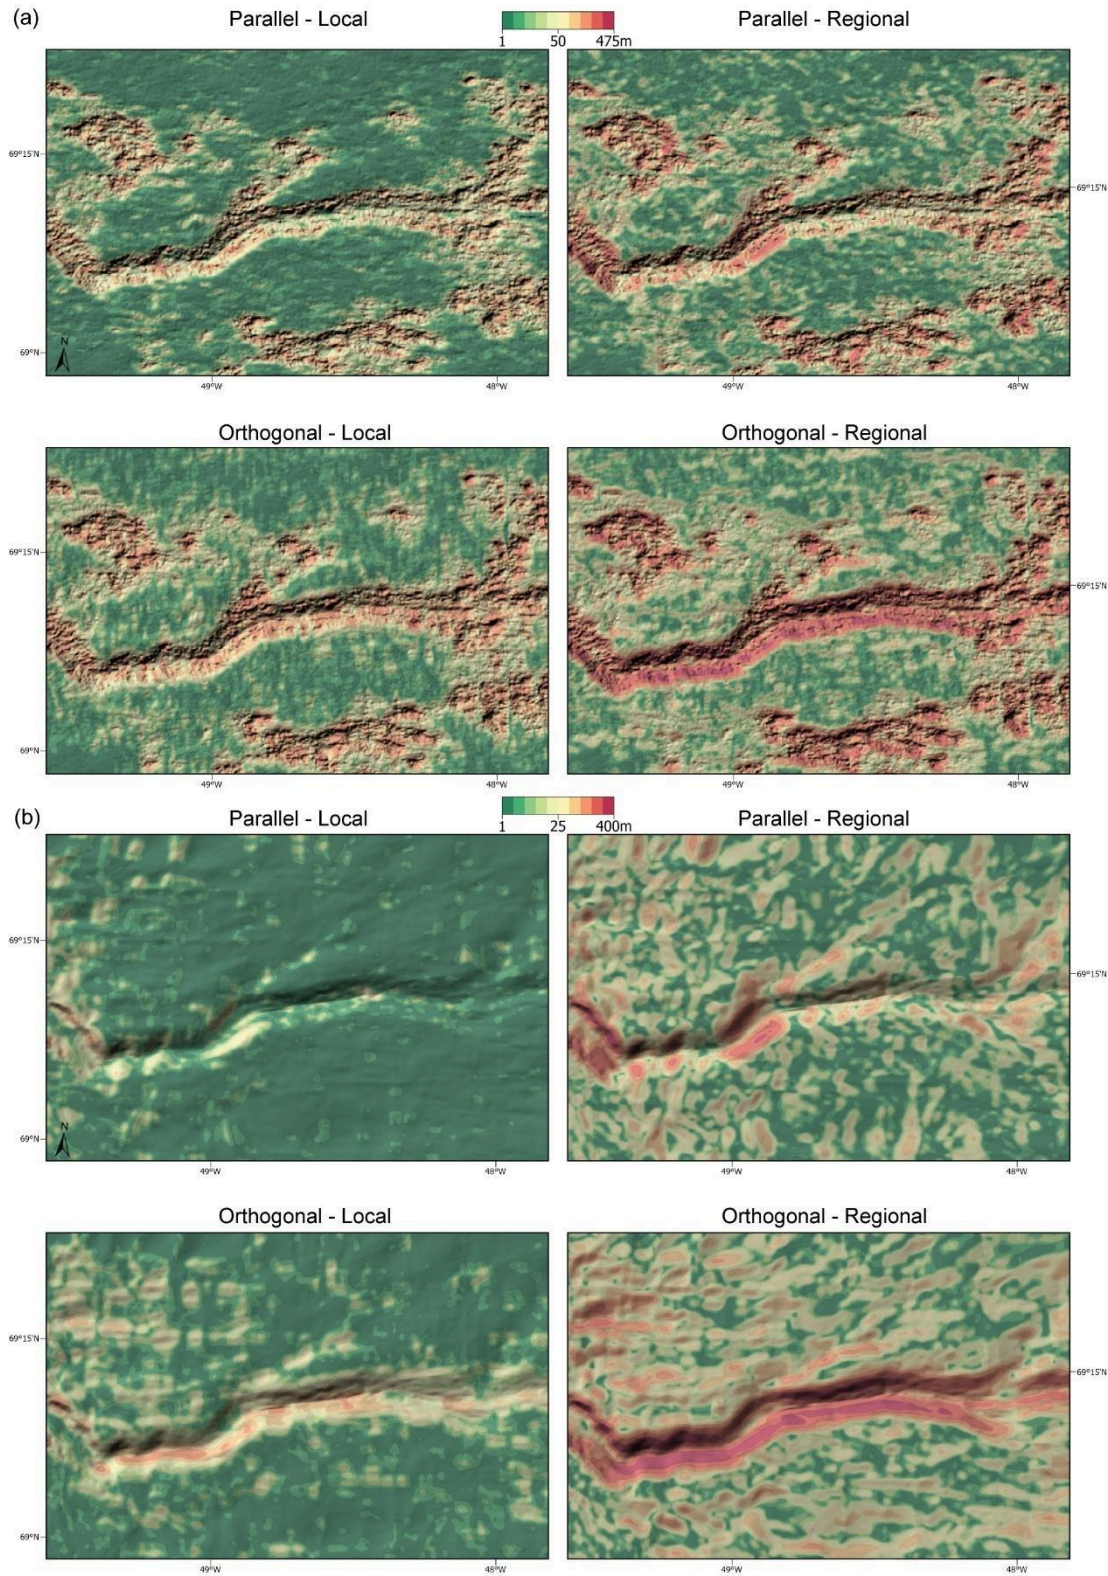 (a)
Parallel - Local
1 50 475m
Parallel - Regional
69°15'N
69°15'N
69°N
N
49°W 48°W
49°W 48°W
Orthogonal - Local
Orthogonal - Regional
69°15'N
69°15'N
69°N
49°W 48°W
49°W 48°W
(b)
Parallel - Local
1 25 400m
Parallel - Regional
69°15'N
69°15'N
69°N
N
49°W 48°W
49°W 48°W
Orthogonal - Local
Orthogonal - Regional
69°15'N
69°15'N
69°N
49°W 48°W
49°W 48°W